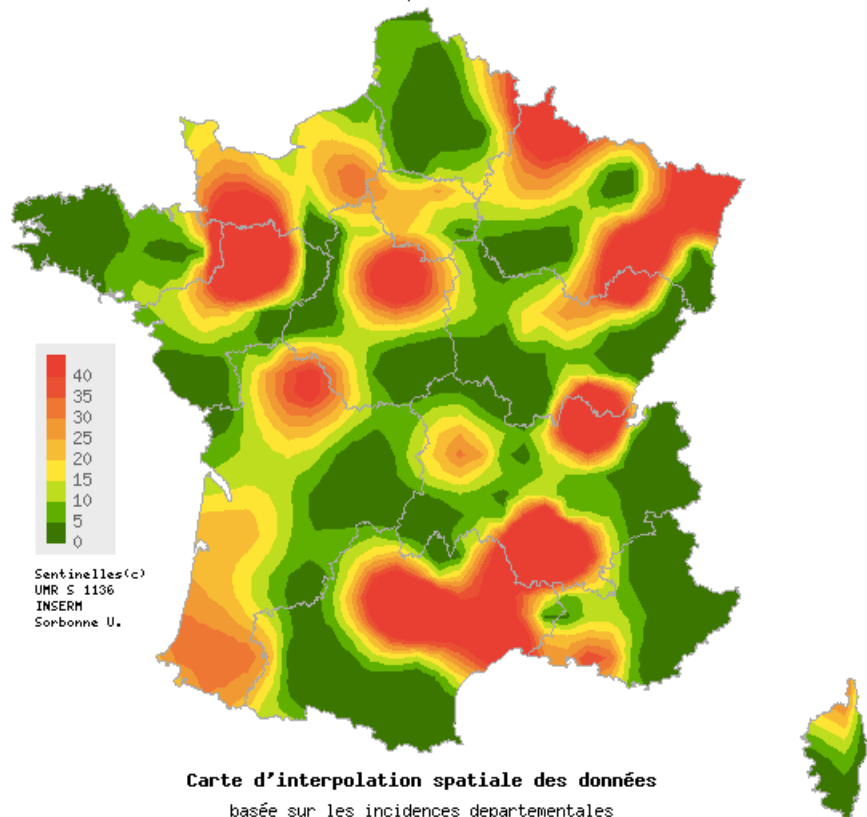 40
35
30
25
20
15
10
5
0
Sentinelles(c)
UMR S 1136
INSERM
Sorbonne U.
Carte d'interpolation spatiale des données
basée sur les incidences departementales